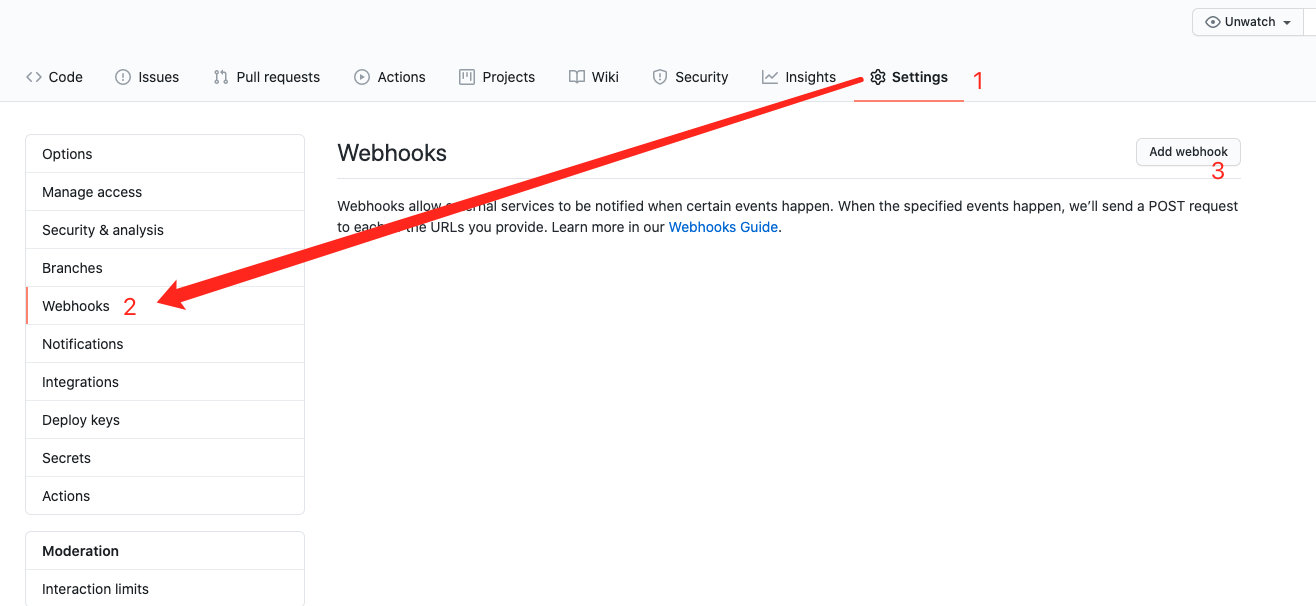 Unwatch
Code Issues Pull requests Actions Projects Wiki Security Insights Settings 1
Options
Manage access
Security & analysis
Branches
Webhooks 2
Notifications
Integrations
Deploy keys
Secrets
Actions
Moderation
Interaction limits
Webhooks
Add webhook
3
Webhooks allow external services to be notified when certain events happen. When the specified events happen, we’ll send a POST request
to each of the URLs you provide. Learn more in our Webhooks Guide.